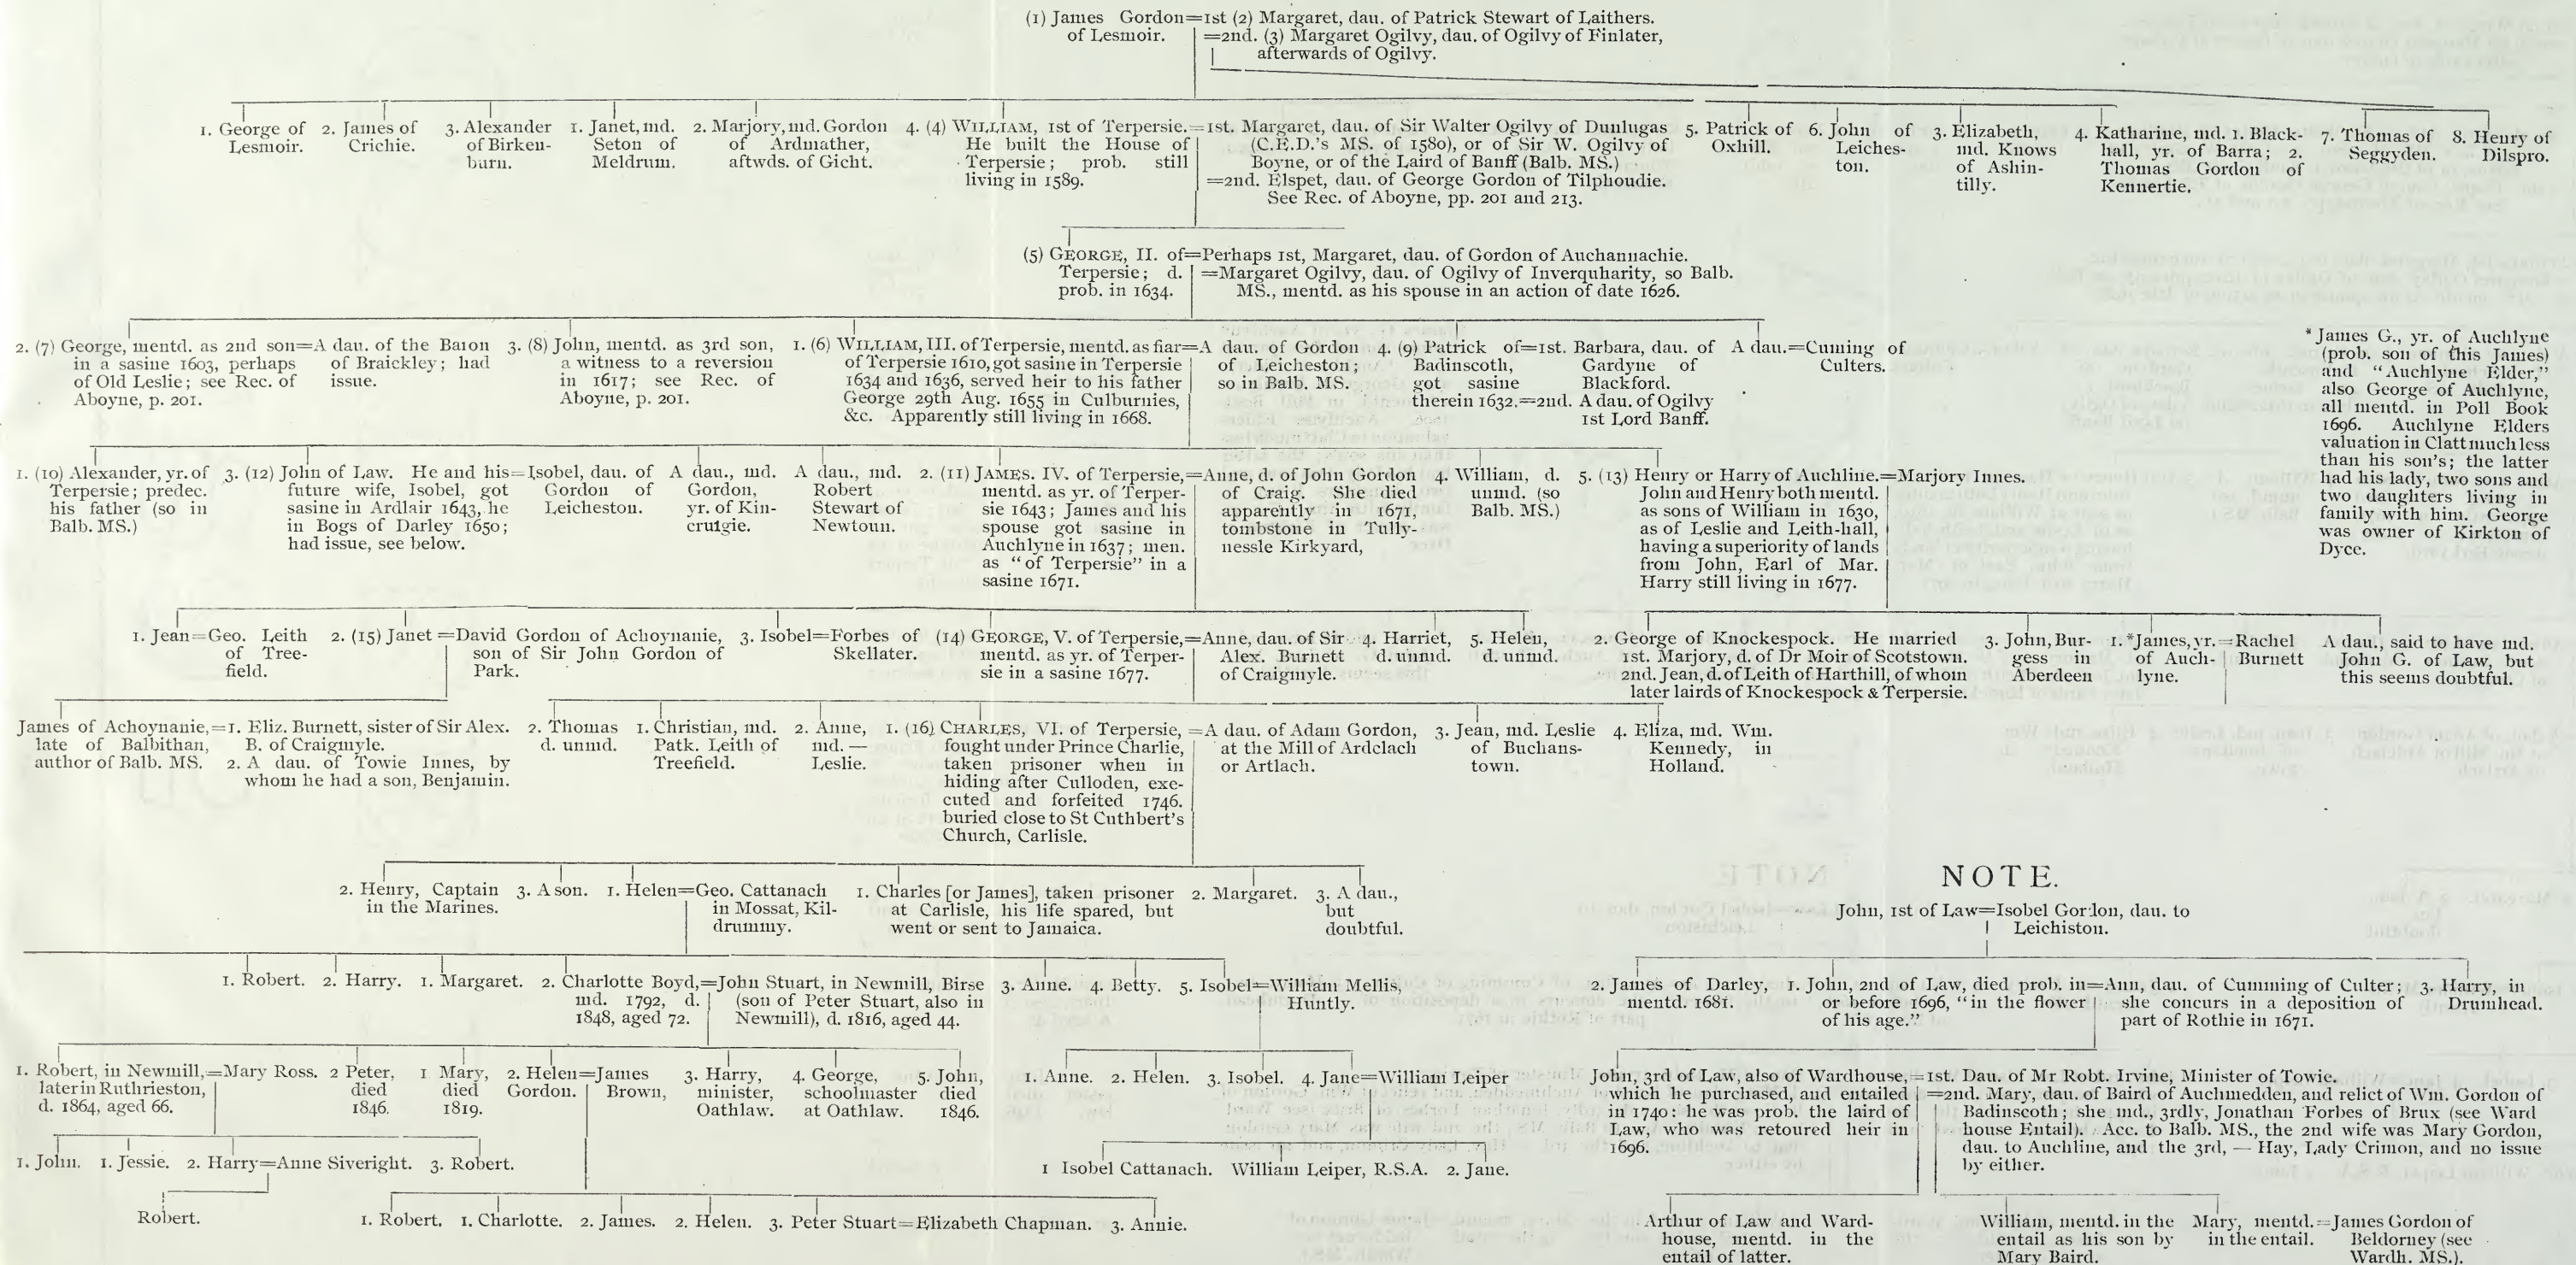 (1) James Gordon=1st (2) Margaret, dau. of Patrick Stewart of Laithers.
of Lesmoir. =2nd. (3) Margaret Ogilvy, dau. of Ogilvy of Finlater,
afterwards of Ogilvy.
1. George of
Lesmoir.
2. James of
Crichie.
3. Alexander
of Birken-
burn.
1. Janet, md.
Seton of
Meldrum.
2. Marjory, md. Gordon
of Ardmather,
aftwds. of Gicht.
4. (4) WILLIAM, 1st of Terpersie.
He built the House of
Terpersie; prob. still
living in 1589.
=1st. Margaret, dau. of Sir Walter Ogilvy of Dunlugas
(C.E.D.'s MS. of 1580), or of Sir W. Ogilvy of
Boyne, or of the Laird of Banff (Balb. MS.)
=2nd. Elspet, dau. of George Gordon of Tilphoudie.
See Rec. of Aboyne, pp. 201 and 213.
5. Patrick of
Oxhill.
6. John of
Leiches-
ton.
3. Elizabeth,
md. Knows
of Ashin-
tilly.
4. Katharine, md. 1. Black-
hall, yr. of Barra; 2.
Thomas Gordon of
Kennertie.
7. Thomas of
Seggyden.
8. Henry of
Dilspro.
(5) GEORGE, II. of
Terpersie; d.
prob. in 1634.
=Perhaps 1st, Margaret, dau. of Gordon of Auchannachie.
=Margaret Ogilvy, dau. of Ogilvy of Inverquharity, so Balb.
MS., mentd. as his spouse in an action of date 1626.
2. (7) George, mentd. as 2nd son
in a sasine 1603, perhaps
of Old Leslie; see Rec. of
Aboyne, p. 201.
=A dau. of the Baron
of Braickley; had
issue.
3. (8) John, mentd. as 3rd son,
a witness to a reversion
in 1617; see Rec. of
Aboyne, p. 201.
1. (6) WILLIAM, III. of Terpersie, mentd. as fiar
of Terpersie 1610, got sasine in Terpersie
1634 and 1636, served heir to his father
George 29th Aug. 1655 in Culburnies,
&c. Apparently still living in 1668.
=A dau. of Gordon
of Leicheston;
so in Balb. MS.
4. (9) Patrick of
Badinscoth,
got sasine
therein 1632.
=1st. Barbara, dau. of
Gardyne of
Blackford.
=2nd. A dau. of Ogilvy
1st Lord Banff.
A dau.=Cuming of
Culters.
*James G., yr. of Auchlyne
(prob. son of this James)
and "Auchlyne Elder,"
also George of Auchlyne,
all mentd. in Poll Book
1696. Auchlyne Elders
valuation in Clatt much less
than his son's; the latter
had his lady, two sons and
two daughters living in
family with him. George
was owner of Kirkton of
Dyce.
1. (10) Alexander, yr. of
Terpersie; predec.
his father (so in
Balb. MS.)
3. (12) John of Law. He and his
future wife, Isobel, got
sasine in Ardlair 1643, he
in Bogs of Darley 1650;
had issue, see below.
=Isobel, dau. of
Gordon of
Leicheston.
A dau., md.
Gordon,
yr. of Kin-
crulgie.
A dau., md.
Robert
Stewart of
Newtoun.
2. (11) JAMES. IV. of Terpersie,
mentd. as yr. of Terper-
sie 1643; James and his
spouse got sasine in
Auchlyne in 1637; men.
as "of Terpersie" in a
sasine 1671.
=Anne, d. of John Gordon
of Craig. She died
apparently in 1671,
tombstone in Tully-
nessle Kirkyard,
4. William, d.
unmd. (so
Balb. MS.)
5. (13) Henry or Harry of Auchline.=Marjory Innes.
John and Henry both mentd.
as sons of William in 1630,
as of Leslie and Leith-hall,
having a superiority of lands
from John, Earl of Mar.
Harry still living in 1677.
1. Jean=Geo. Leith
of Tree-
field.
2. (15) Janet =David Gordon of Achoynanie,
son of Sir John Gordon of
Park.
3. Isobel=Forbes of
Skellater.
(14) GEORGE, V. of Terpersie,
mentd. as yr. of Terper-
sie in a sasine 1677.
=Anne, dau. of Sir
Alex. Burnett
of Craigmyle.
4. Harriet,
d. unmd.
5. Helen,
d. unmd.
2. George of Knockespock. He married
1st. Marjory, d. of Dr Moir of Scotstown.
2nd. Jean, d. of Leith of Harthill, of whom
later lairds of Knockespock & Terpersie.
3. John, Bur-
gess in
Aberdeen
1. *James, yr.
of Auch-
lyne.
=Rachel
Burnett
A dau., said to have md.
John G. of Law, but
this seems doubtful.
James of Achoynanie,
late of Balbithan,
author of Balb. MS.
=1. Eliz. Burnett, sister of Sir Alex.
B. of Craigmyle.
2. A dau. of Towie Innes, by
whom he had a son, Benjamin.
2. Thomas
d. unmd.
1. Christian, md.
Patk. Leith of
Treefield.
2. Anne,
md. —
Leslie.
1. (16) CHARLES, VI. of Terpersie,
fought under Prince Charlie,
taken prisoner when in
hiding after Culloden, exe-
cuted and forfeited 1746.
buried close to St Cuthbert's
Church, Carlisle.
=A dau. of Adam Gordon,
at the Mill of Ardclach
or Artlach.
3. Jean, md. Leslie
of Buchans-
town.
4. Eliza, md. Wm.
Kennedy, in
Holland.
2. Henry, Captain
in the Marines.
3. A son.
1. Helen=Geo. Cattanach
in Mossat, Kil-
drummy.
1. Charles [or James], taken prisoner
at Carlisle, his life spared, but
went or sent to Jamaica.
2. Margaret.
3. A dau.,
but
doubtful.
NOTE.
John, 1st of Law=Isobel Gordon, dau. to
Leichiston.
1. Robert.
2. Harry.
1. Margaret.
2. Charlotte Boyd,
md. 1792, d.
1848, aged 72.
=John Stuart, in Newmill, Birse
(son of Peter Stuart, also in
Newmill), d. 1816, aged 44.
3. Anne.
4. Betty.
5. Isobel=William Mellis,
Huntly.
2. James of Darley,
mentd. 1681.
1. John, 2nd of Law, died prob. in
or before 1696, "in the flower
of his age."
=Ann, dau. of Cumming of Culter;
she concurs in a deposition of
part of Rothie in 1671.
3. Harry, in
Drumhead.
1. Robert, in Newmill,=Mary Ross.
later in Ruthrieston,
d. 1864, aged 66.
2 Peter,
died
1846.
1 Mary,
died
1819.
2. Helen=James
Gordon. Brown,
3. Harry,
minister,
Oathlaw.
4. George,
schoolmaster
at Oathlaw.
5. John,
died
1846.
1. Anne.
2. Helen.
3. Isobel.
4. Jane=William Leiper
John, 3rd of Law, also of Wardhouse,
which he purchased, and entailed
in 1740: he was prob. the laird of
Law, who was retoured heir in
1696.
=1st. Dau. of Mr Robt. Irvine, Minister of Towie.
=2nd. Mary, dau. of Baird of Auchmedden, and relict of Wm. Gordon of
Badinscoth; she md., 3rdly, Jonathan Forbes of Brux (see Ward
house Entail). Acc. to Balb. MS., the 2nd wife was Mary Gordon,
dau. to Auchline, and the 3rd, — Hay, Lady Crimon, and no issue
by either.
1. John.
1. Jessie.
2. Harry=Anne Siveright.
3. Robert.
1 Isobel Cattanach.
William Leiper, R.S.A.
2. Jane.
Robert.
1. Robert.
1. Charlotte.
2. James.
2. Helen.
3. Peter Stuart=Elizabeth Chapman.
3. Annie.
Arthur of Law and Ward-
house, mentd. in the
entail of latter.
William, mentd. in the
entail as his son by
Mary Baird.
Mary, mentd.
in the entail.
=James Gordon of
Beldorney (see
Wardh. MS.).